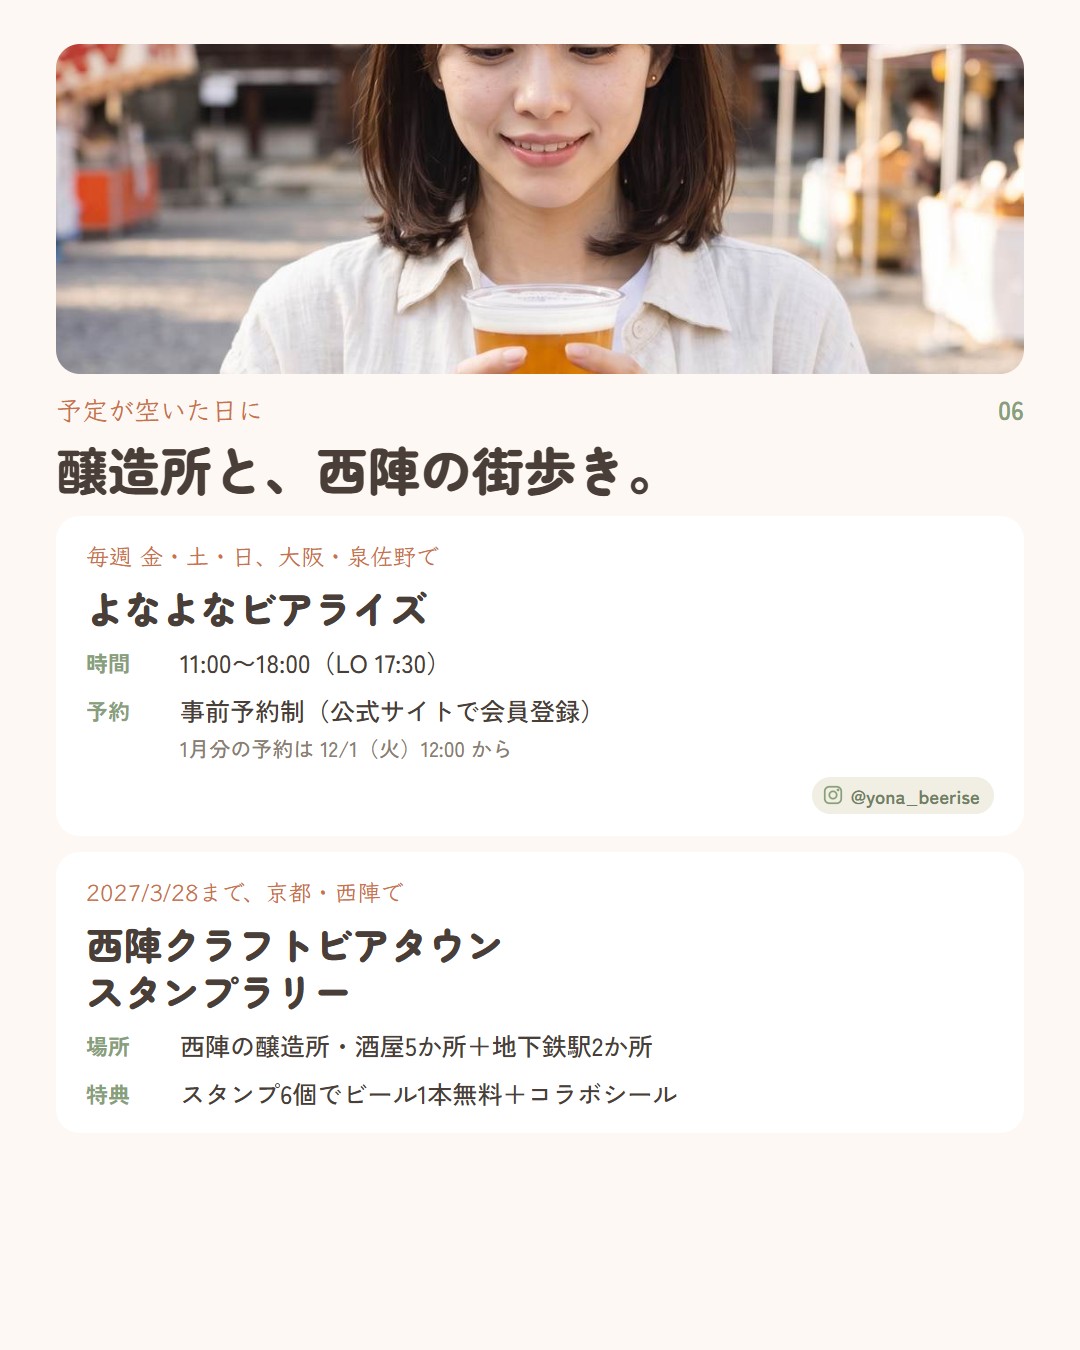 予定が空いた日に
06
醸造所と、西陣の街歩き。
毎週 金・土・日、大阪・泉佐野で
よなよなビアライズ
時間 11:00〜18:00（LO 17:30）
予約 事前予約制（公式サイトで会員登録）
1月分の予約は 12/1（火）12:00 から
@yona_beerise
2027/3/28まで、京都・西陣で
西陣クラフトビアタウン
スタンプラリー
場所 西陣の醸造所・酒屋5か所＋地下鉄駅2か所
特典 スタンプ6個でビール1本無料＋コラボシール